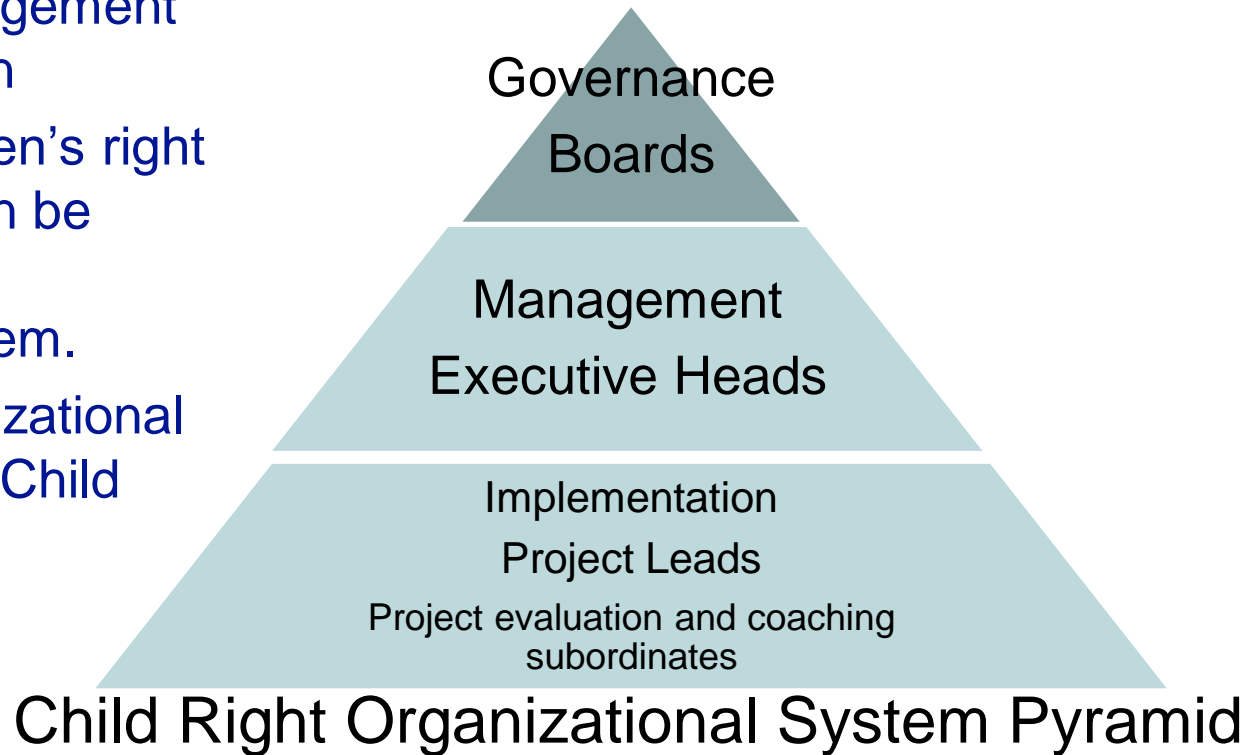 gement
n
en’s right
n be
em.
zational
Child
Governance
Boards
Management
Executive Heads
Implementation
Project Leads
Project evaluation and coaching
subordinates
Child Right Organizational System Pyramid